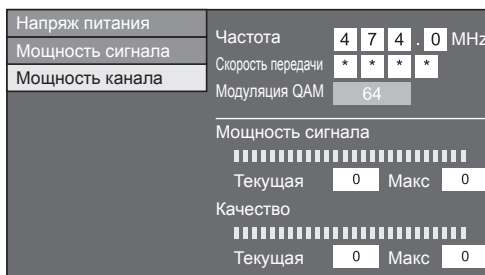 Напряж питания
Мощность сигнала
Мощность канала
Частота 4 7 4 . 0 MHz
Скорость передачи * * * *
Модуляция QAM 64
Мощность сигнала
Текущая 0 Макс 0
Качество
Текущая 0 Макс 0